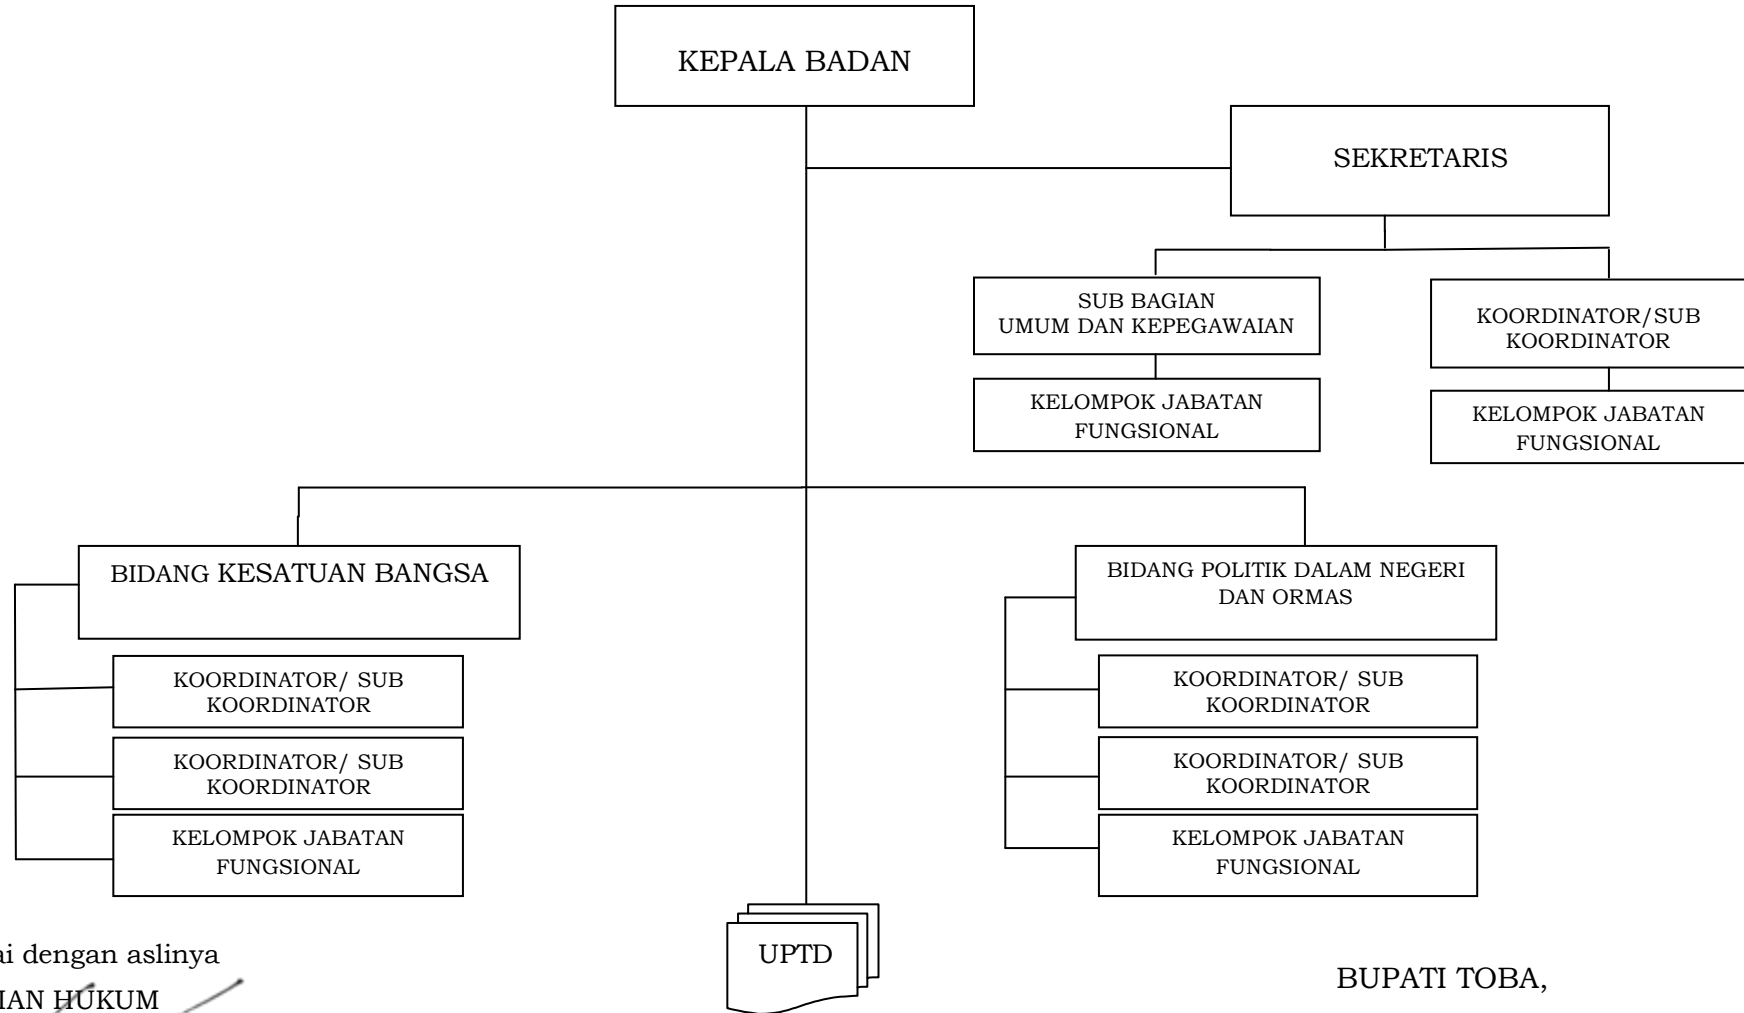 KEPALA BADAN
SEKRETARIS
SUB BAGIAN
UMUM DAN KEPEGAWAIAN
KELOMPOK JABATAN
FUNGSIONAL
KOORDINATOR/SUB
KOORDINATOR
KELOMPOK JABATAN
FUNGSIONAL
BIDANG KESATUAN BANGSA
KOORDINATOR/ SUB
KOORDINATOR
KOORDINATOR/ SUB
KOORDINATOR
KELOMPOK JABATAN
FUNGSIONAL
BIDANG POLITIK DALAM NEGERI
DAN ORMAS
KOORDINATOR/ SUB
KOORDINATOR
KOORDINATOR/ SUB
KOORDINATOR
KELOMPOK JABATAN
FUNGSIONAL
UPTD
dengan aslinya
HUKUM
BUPATI TOBA,